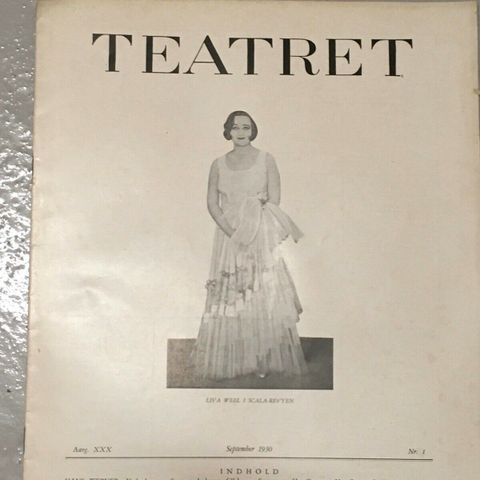 TEATRET
LIVA WEEL I SCALA-REVYEN
Aarg. XXX September 1930 Nr. 1
INDHOLD